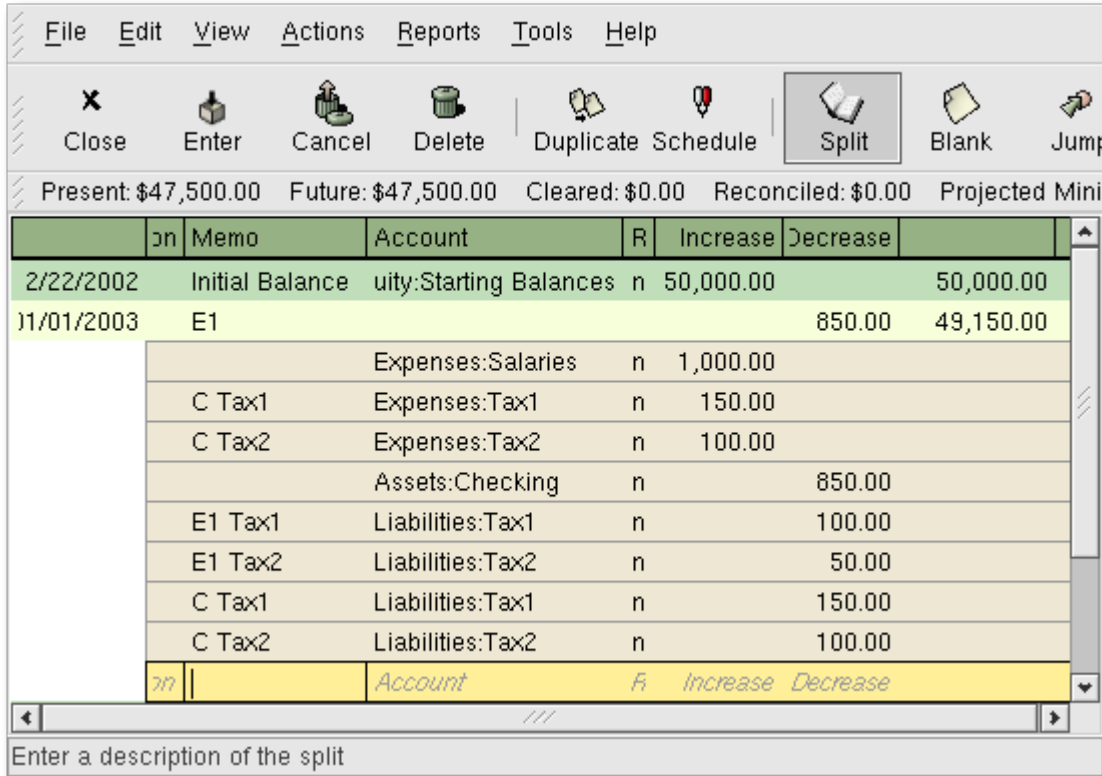 File Edit View Actions Reports Tools Help
Close Enter Cancel Delete Duplicate Schedule Split Blank Jump
Present: $47,500.00 Future: $47,500.00 Cleared: $0.00 Reconciled: $0.00 Projected Mini
on Memo Account R Increase Decrease
2/22/2002 Initial Balance uity:Starting Balances n 50,000.00 50,000.00
01/01/2003 E1 850.00 49,150.00
Expenses:Salaries n 1,000.00
C Tax1 Expenses:Tax1 n 150.00
C Tax2 Expenses:Tax2 n 100.00
Assets:Checking n 850.00
E1 Tax1 Liabilities:Tax1 n 100.00
E1 Tax2 Liabilities:Tax2 n 50.00
C Tax1 Liabilities:Tax1 n 150.00
C Tax2 Liabilities:Tax2 n 100.00
on Account R Increase Decrease
Enter a description of the split